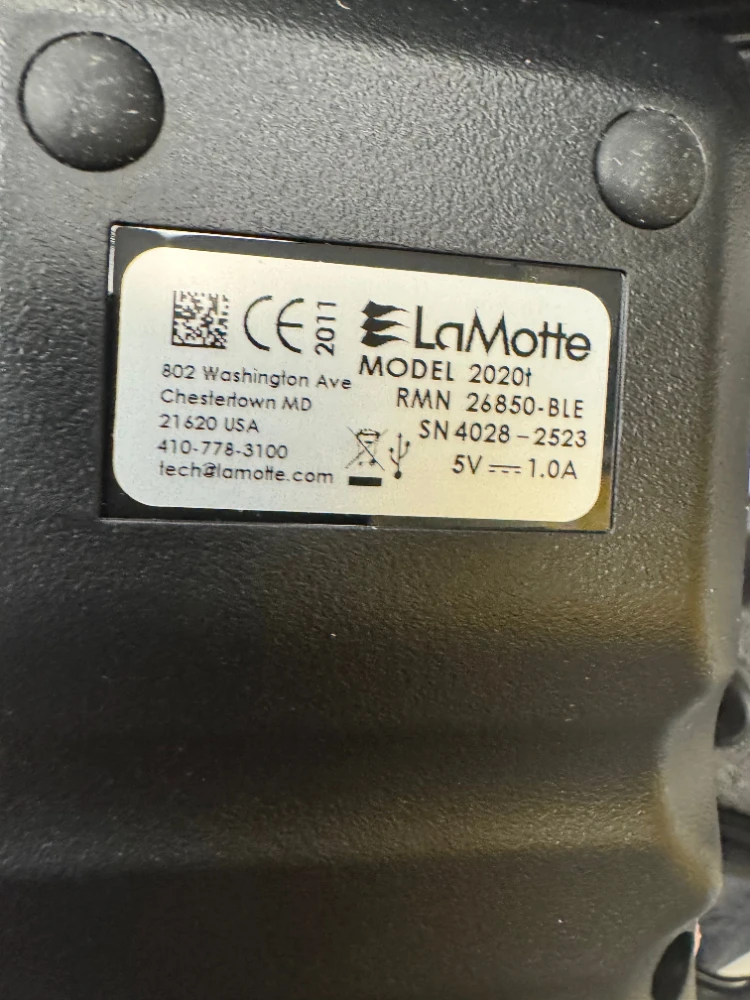 CE 2011
LaMotte
MODEL 2020t
RMN 26850-BLE
SN 4028-2523
5V ⎓ 1.0A
802 Washington Ave
Chestertown MD
21620 USA
410-778-3100
tech@lamotte.com